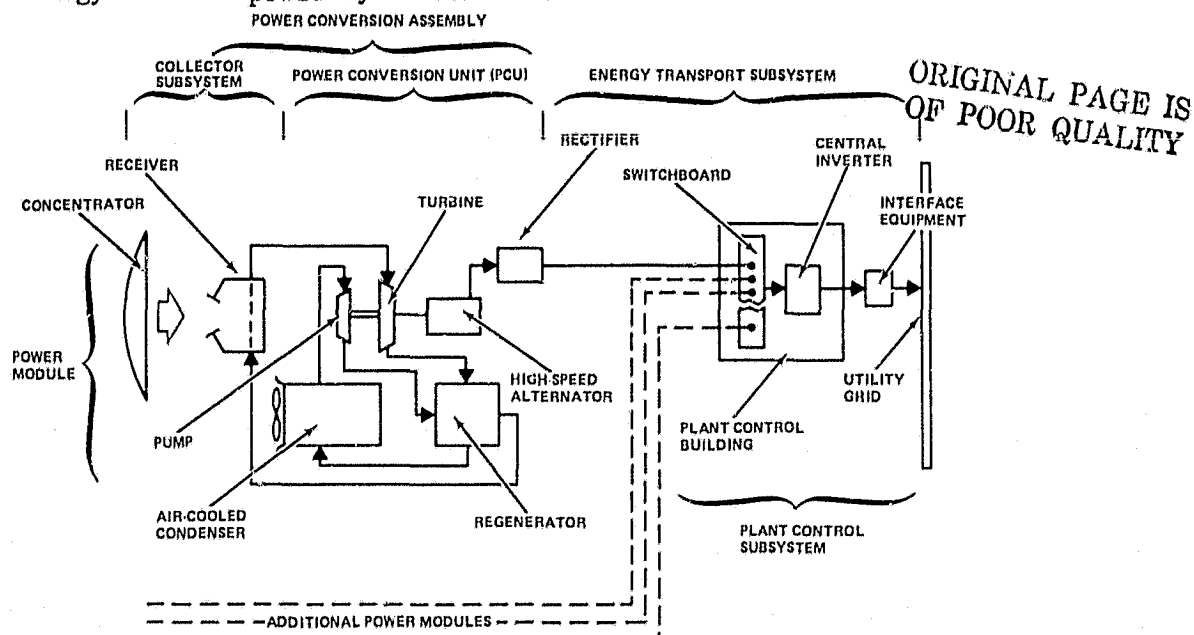 POWER CONVERSION ASSEMBLY
COLLECTOR
SUBSYSTEM
POWER CONVERSION UNIT (PCU)
ENERGY TRANSPORT SUBSYSTEM
ORIGINAL PAGE IS
OF POOR QUALITY
RECEIVER
RECTIFIER
CENTRAL
INVERTER
SWITCHBOARD
CONCENTRATOR
TURBINE
INTERFACE
EQUIPMENT
POWER
MODULE
HIGH-SPEED
ALTERNATOR
UTILITY
GRID
PUMP
PLANT CONTROL
BUILDING
AIR-COOLED
CONDENSER
REGENERATOR
PLANT CONTROL
SUBSYSTEM
ADDITIONAL POWER MODULES